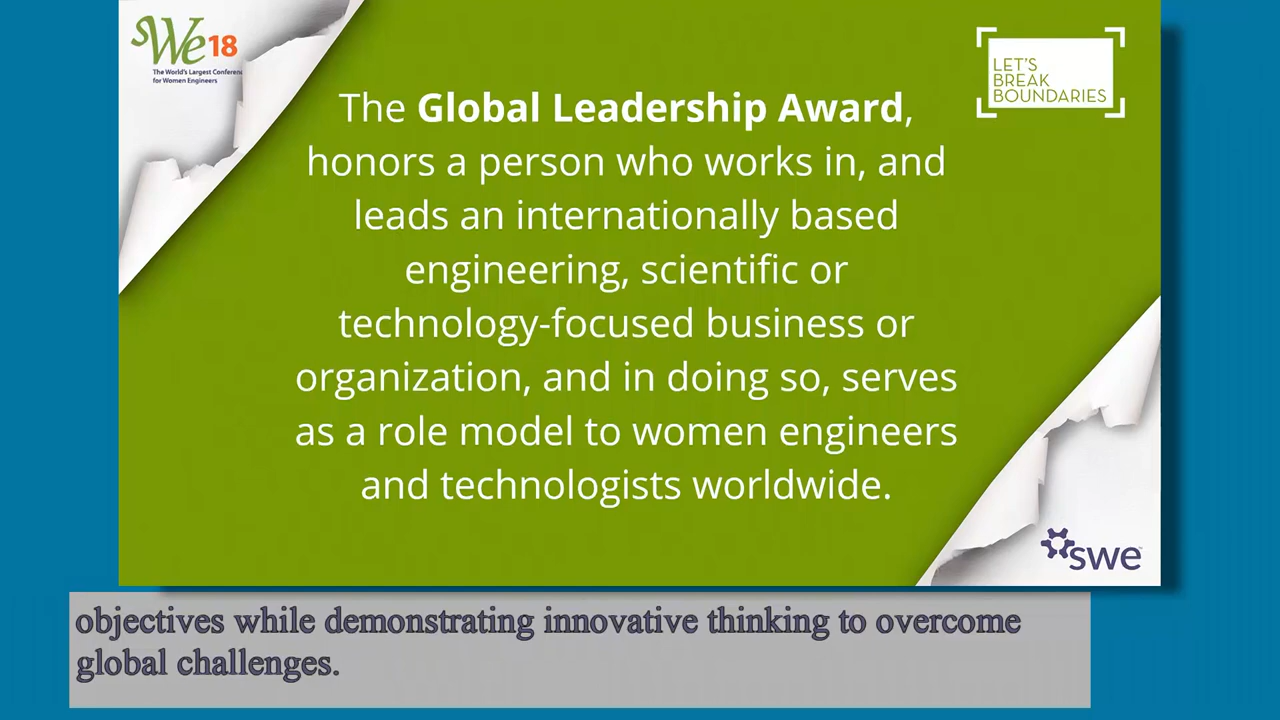 sWe18
The World's Largest Conferenc
for Women Engineers
LET'S
BREAK
BOUNDARIES
The Global Leadership Award,
honors a person who works in, and
leads an internationally based
engineering, scientific or
technology-focused business or
organization, and in doing so, serves
as a role model to women engineers
and technologists worldwide.
swe
objectives while demonstrating innovative thinking to overcome
global challenges.